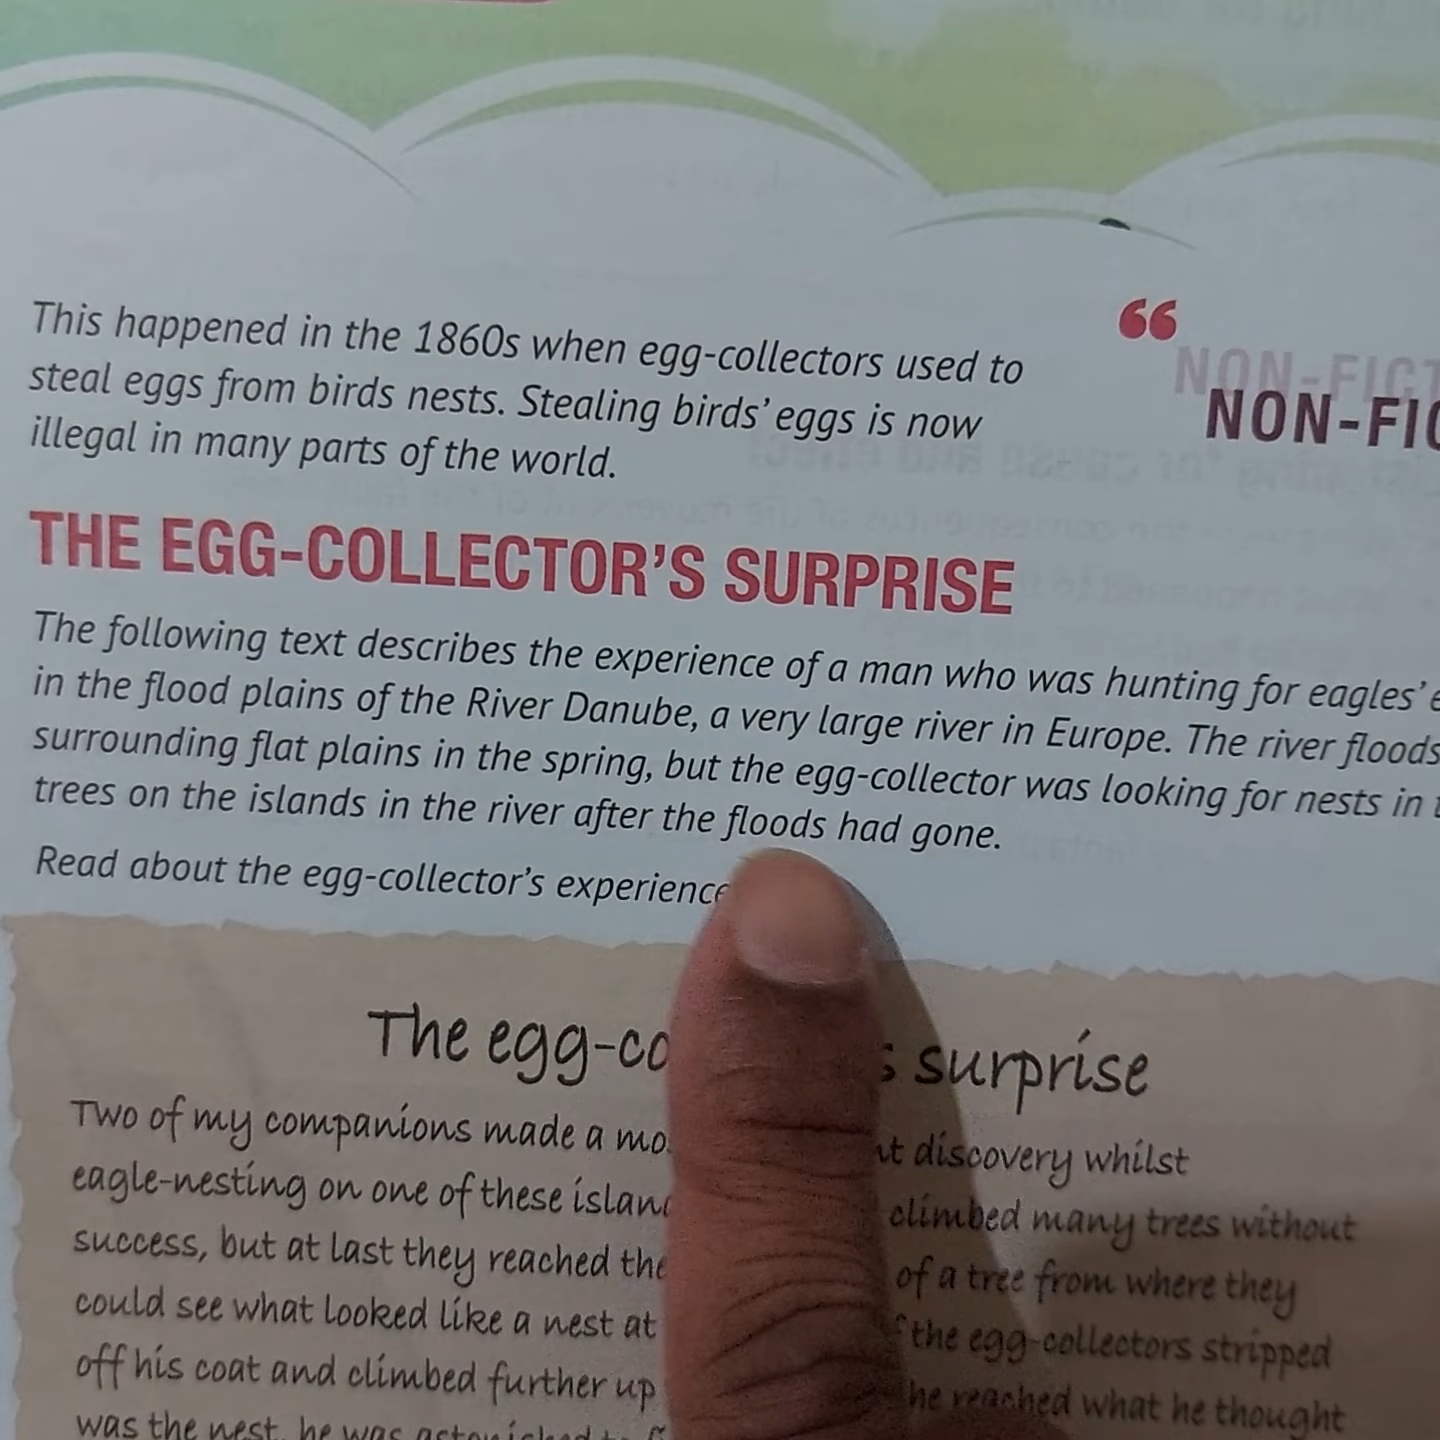 This happened in the 1860s when egg-collectors used to
steal eggs from birds nests. Stealing birds' eggs is now
illegal in many parts of the world.
“
NON-FIC
THE EGG-COLLECTOR'S SURPRISE
The following text describes the experience of a man who was hunting for eagles'
in the flood plains of the River Danube, a very large river in Europe. The river floods
surrounding flat plains in the spring, but the egg-collector was looking for nests in
trees on the islands in the river after the floods had gone.
Read about the egg-collector's experience
The egg-co surprise
Two of my companions made a discovery whilst
eagle-nesting on one of these climbed many trees without
success, but at last they reached the of a tree from where they
could see what looked like a nest at the egg-collectors stripped
off his coat and climbed further up he reached what he thought
was the nest, he was astonished